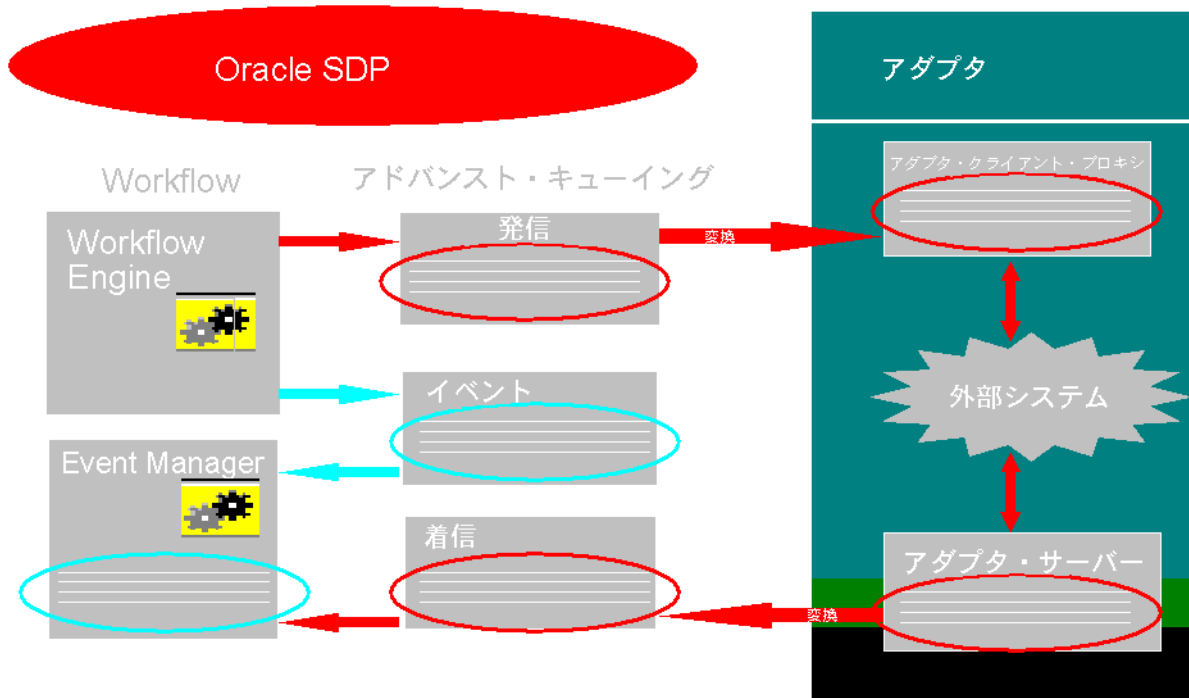 Oracle SDP
アダプタ
Workflow
アドバンスト・キューイング
アダプタ・クライアント・プロキシ
Workflow
Engine
発信
変換
イベント
外部システム
Event Manager
着信
アダプタ・サーバー
変換